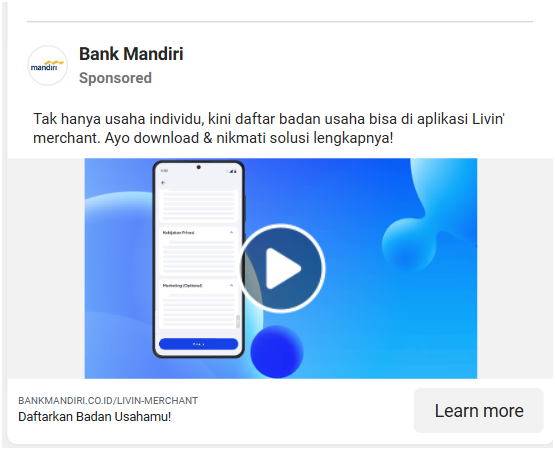 mandiri
Bank Mandiri
Sponsored
Tak hanya usaha individu, kini daftar badan usaha bisa di aplikasi Livin'
merchant. Ayo download & nikmati solusi lengkapnya!
Kebijakan Privasi
Marketing (Optional)
BANKMANDIRI.CO.ID/LIVIN-MERCHANT
Daftarkan Badan Usahamu!
Learn more